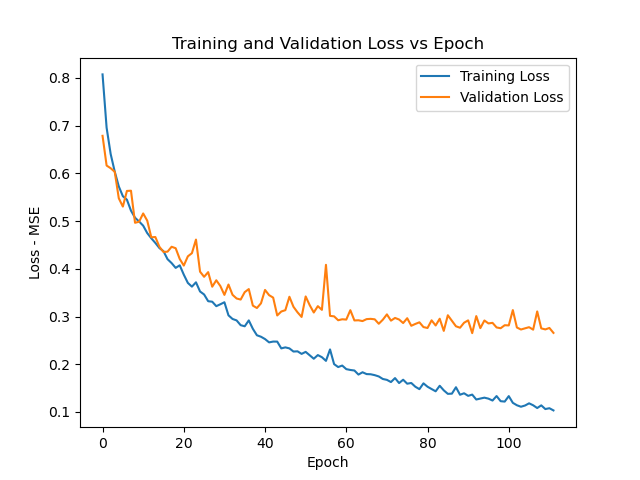 Training and Validation Loss vs Epoch
Training Loss
Validation Loss
Loss - MSE
0.8
0.7
0.6
0.5
0.4
0.3
0.2
0.1
0 20 40 60 80 100
Epoch